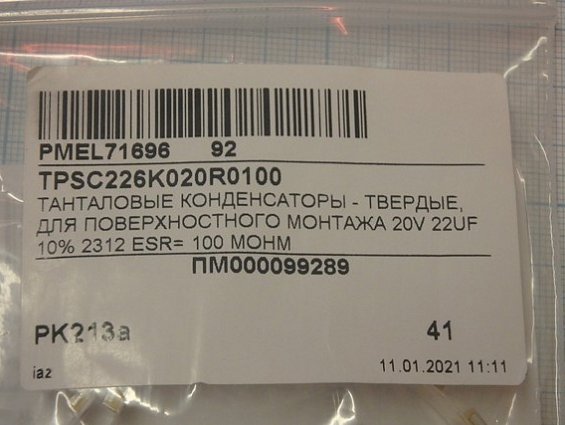 PMEL71696 92
TPSC226K020R0100
ТАНТАЛОВЫЕ КОНДЕНСАТОРЫ - ТВЕРДЫЕ,
ДЛЯ ПОВЕРХНОСТНОГО МОНТАЖА 20V 22UF
10% 2312 ESR= 100 МОНМ
ПМ000099289
PK213a 41
iaz 11.01.2021 11:11